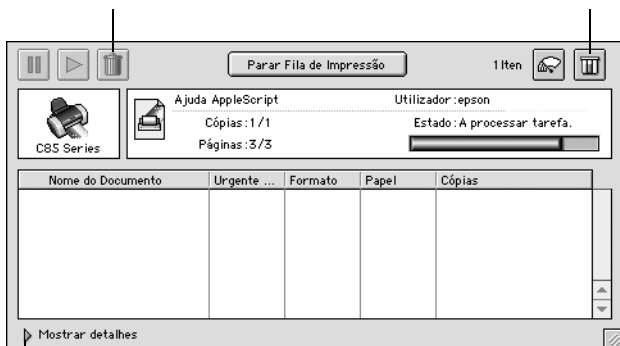 Parar Fila de Impressão
1 Iten
C85 Series
Ajuda AppleScript
Utilizador :epson
Cópias :1/1
Estado :A processar tarefa.
Páginas :3/3
Nome do Documento Urgente ... Formato Papel Cópias
Mostrar detalhes